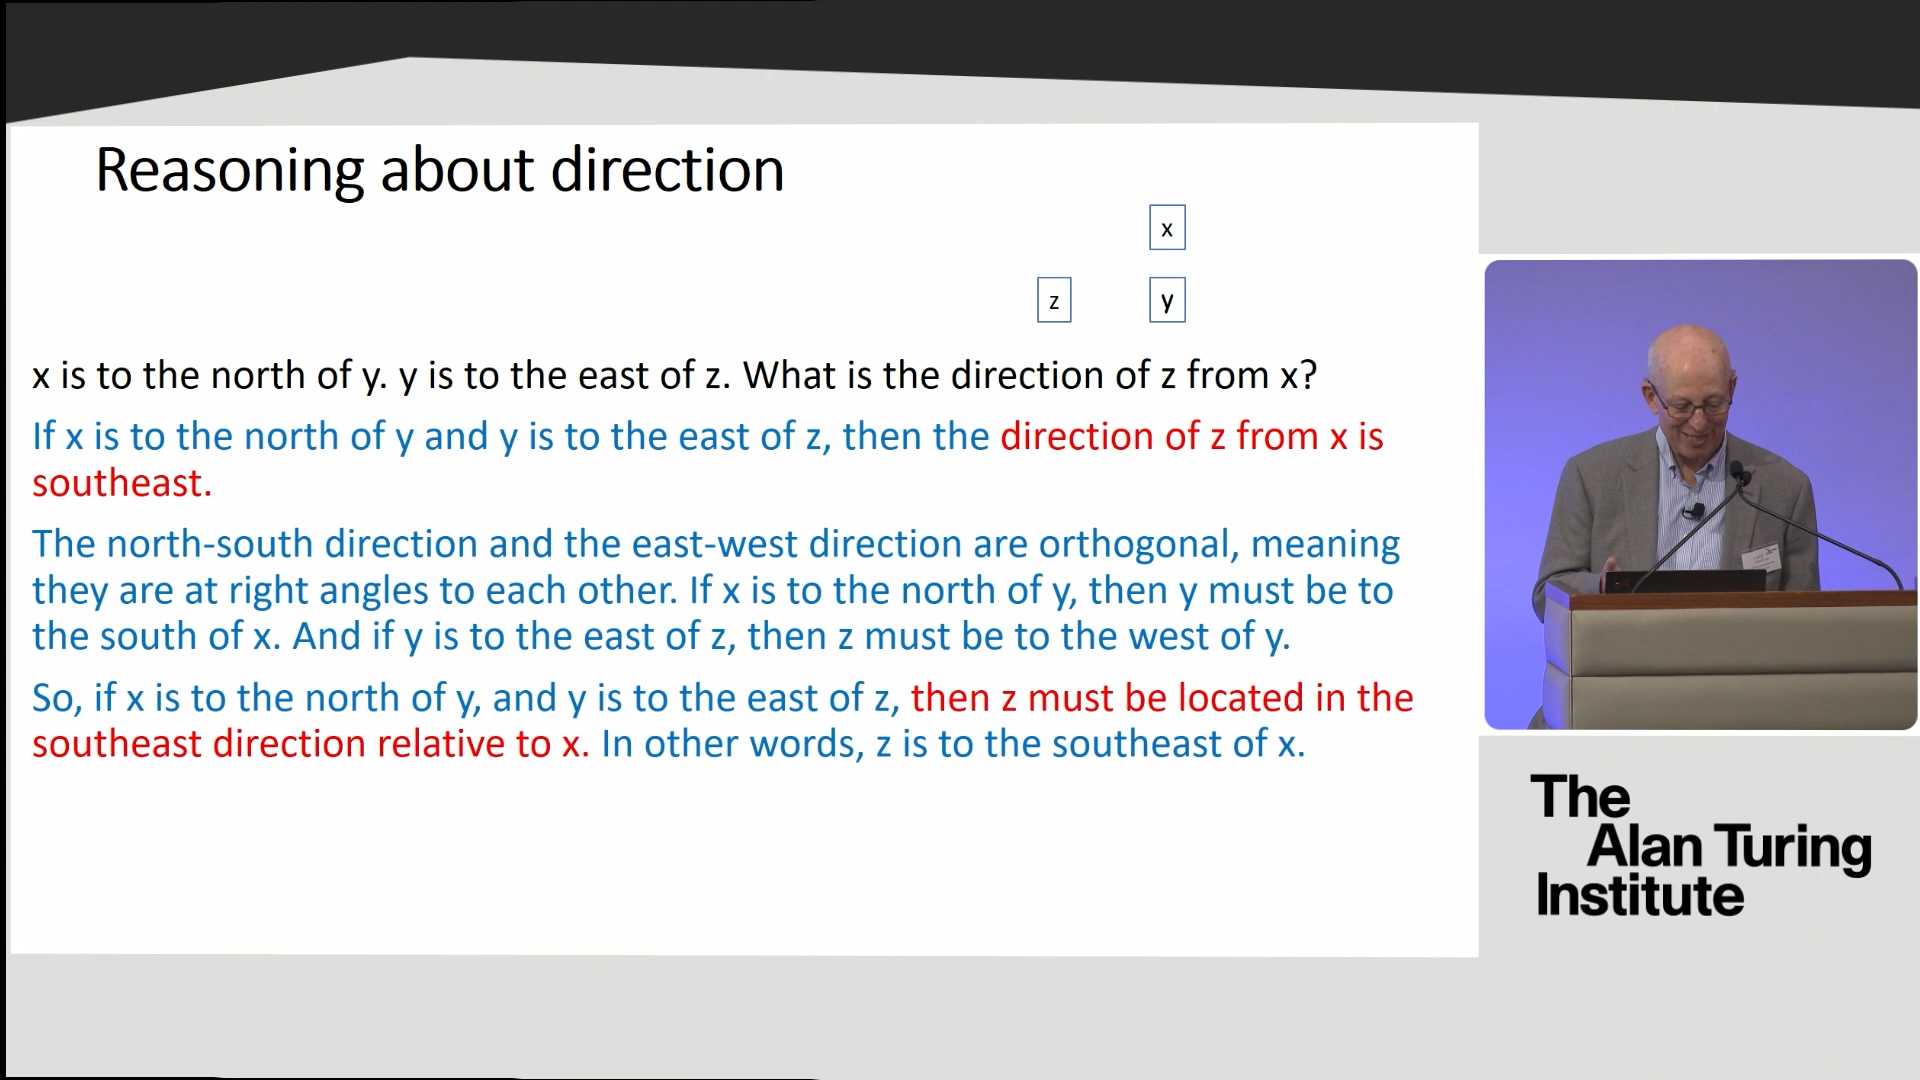 Reasoning about direction
x
z
y
x is to the north of y. y is to the east of z. What is the direction of z from x?
If x is to the north of y and y is to the east of z, then the direction of z from x is
southeast.
The north-south direction and the east-west direction are orthogonal, meaning
they are at right angles to each other. If x is to the north of y, then y must be to
the south of x. And if y is to the east of z, then z must be to the west of y.
So, if x is to the north of y, and y is to the east of z, then z must be located in the
southeast direction relative to x. In other words, z is to the southeast of x.
The
Alan Turing
Institute